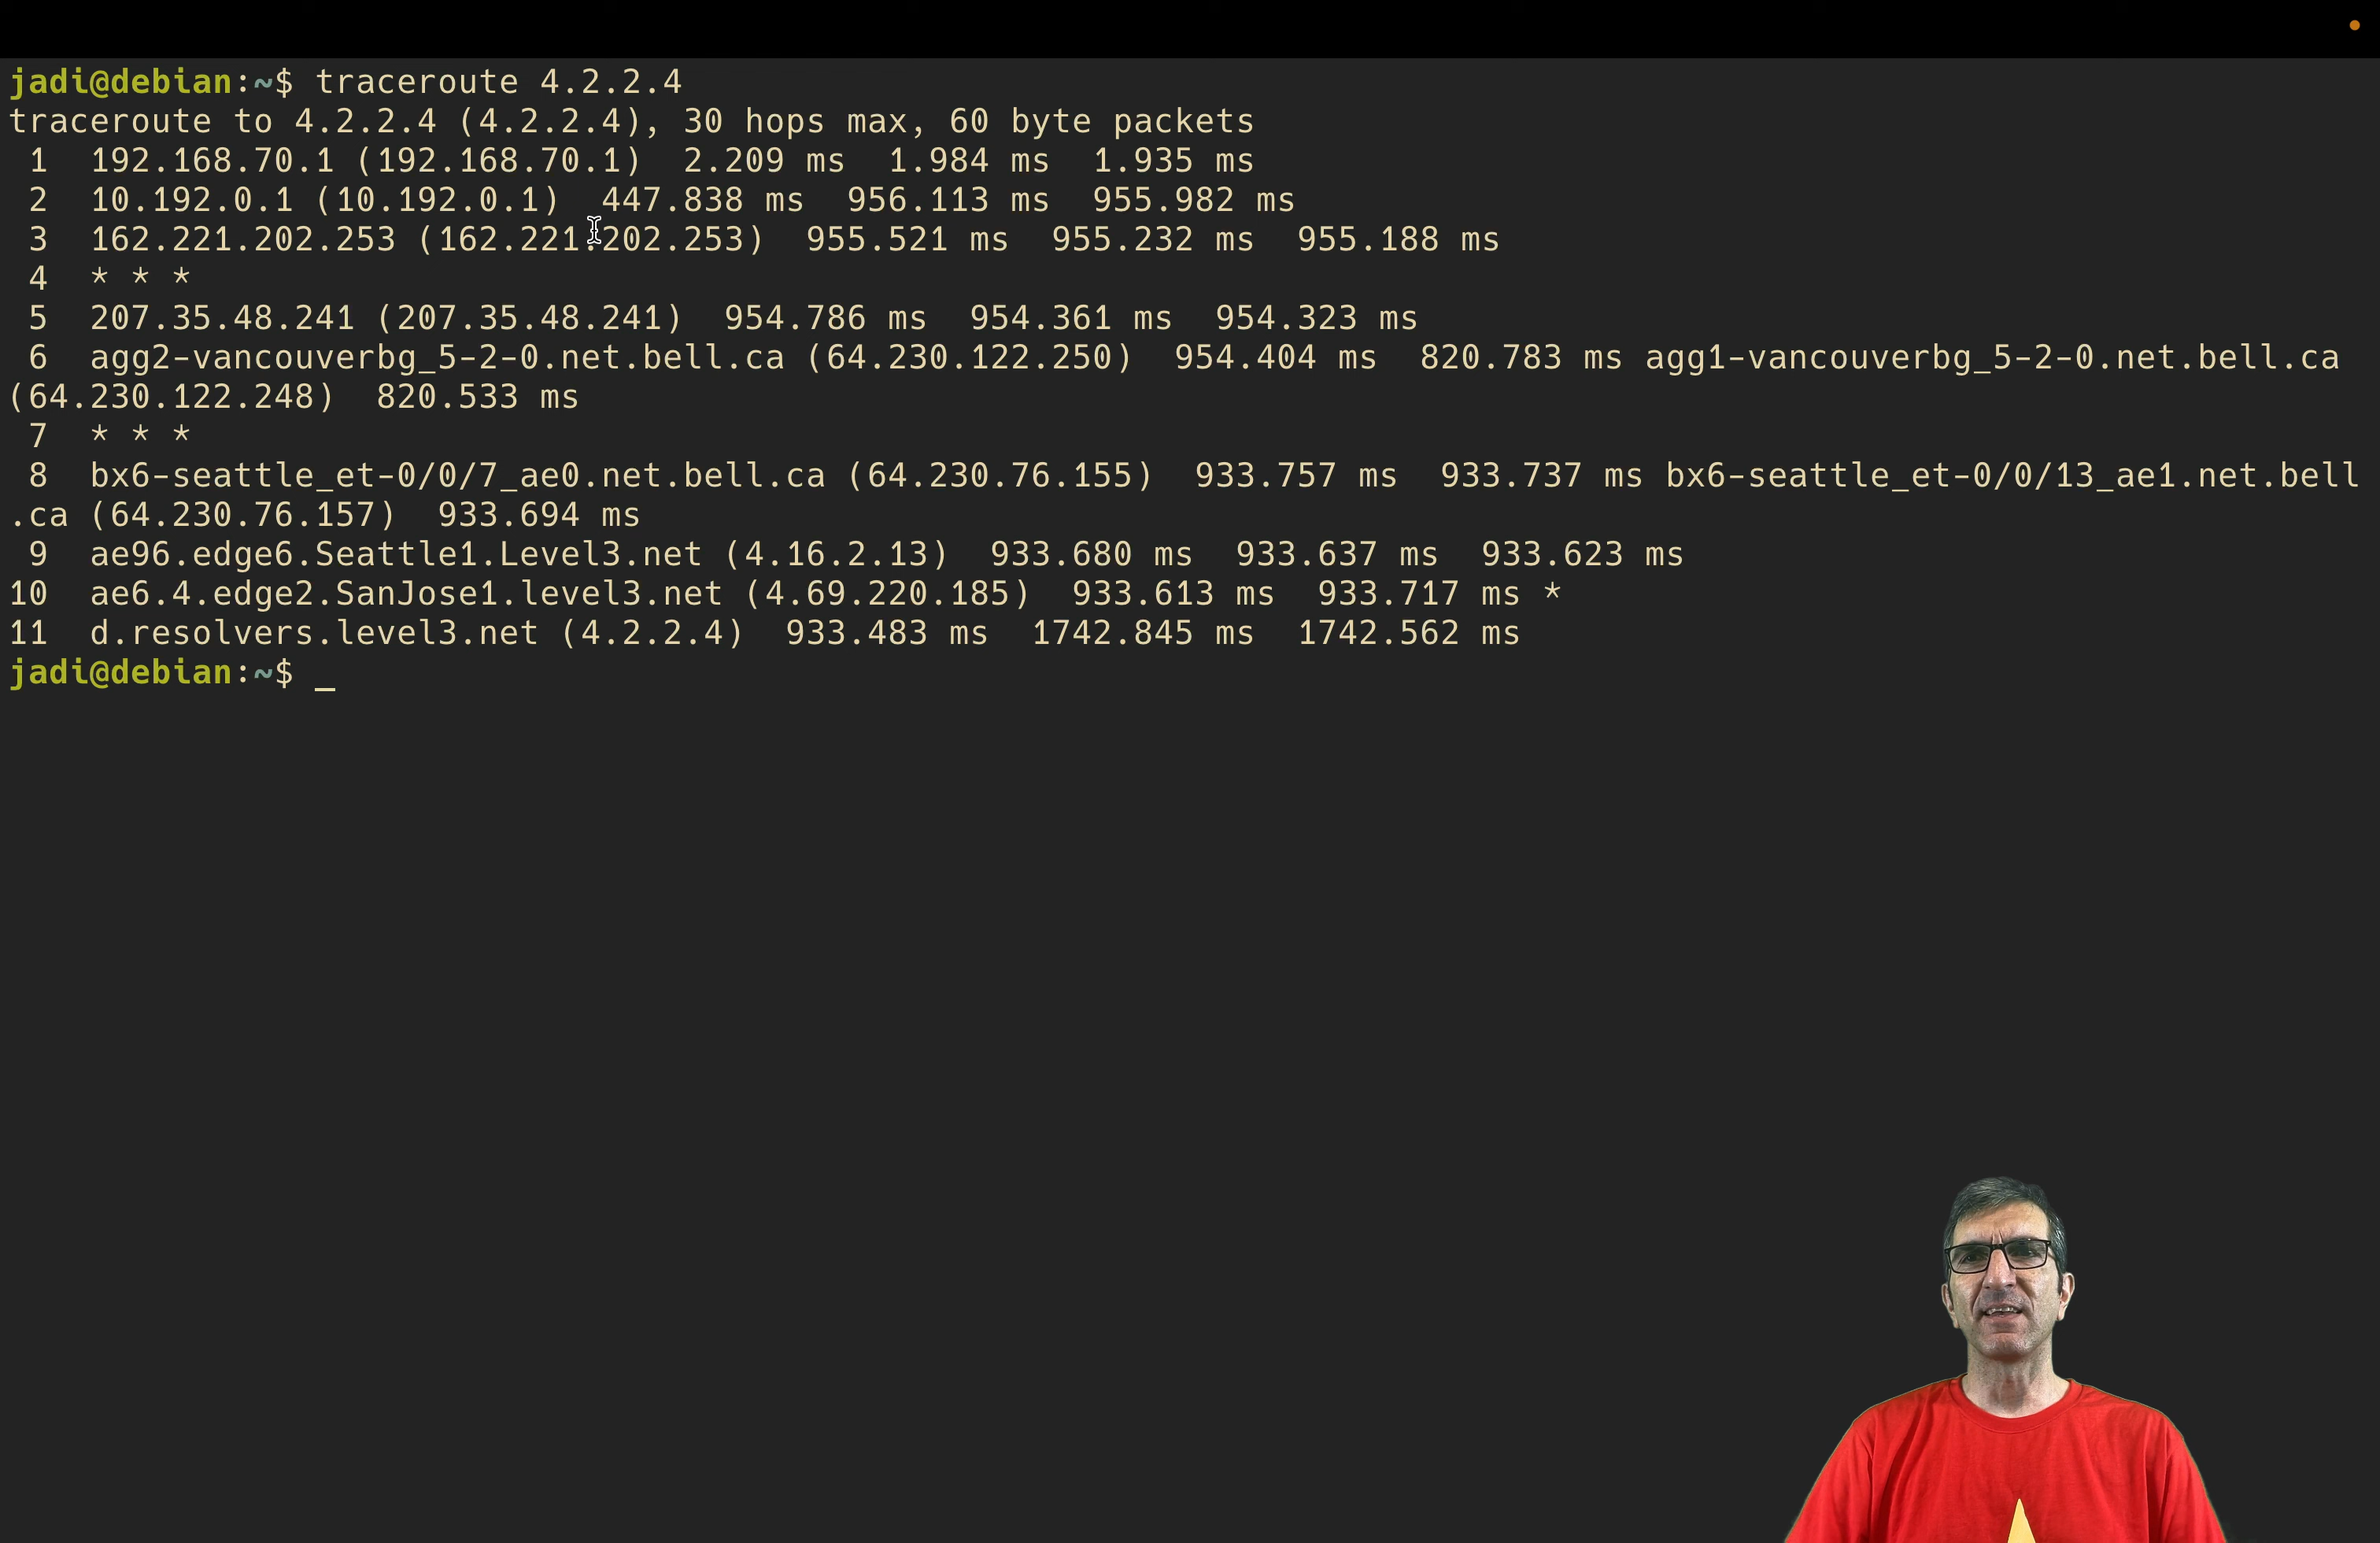 jadi@debian:~$ traceroute 4.2.2.4
traceroute to 4.2.2.4 (4.2.2.4), 30 hops max, 60 byte packets
 1  192.168.70.1 (192.168.70.1)  2.209 ms  1.984 ms  1.935 ms
 2  10.192.0.1 (10.192.0.1)  447.838 ms  956.113 ms  955.982 ms
 3  162.221.202.253 (162.221.202.253)  955.521 ms  955.232 ms  955.188 ms
 4  * * *
 5  207.35.48.241 (207.35.48.241)  954.786 ms  954.361 ms  954.323 ms
 6  agg2-vancouverbg_5-2-0.net.bell.ca (64.230.122.250)  954.404 ms  820.783 ms agg1-vancouverbg_5-2-0.net.bell.ca
(64.230.122.248)  820.533 ms
 7  * * *
 8  bx6-seattle_et-0/0/7_ae0.net.bell.ca (64.230.76.155)  933.757 ms  933.737 ms bx6-seattle_et-0/0/13_ae1.net.bell
.ca (64.230.76.157)  933.694 ms
 9  ae96.edge6.Seattle1.Level3.net (4.16.2.13)  933.680 ms  933.637 ms  933.623 ms
10  ae6.4.edge2.SanJose1.level3.net (4.69.220.185)  933.613 ms  933.717 ms *
11  d.resolvers.level3.net (4.2.2.4)  933.483 ms  1742.845 ms  1742.562 ms
jadi@debian:~$ _